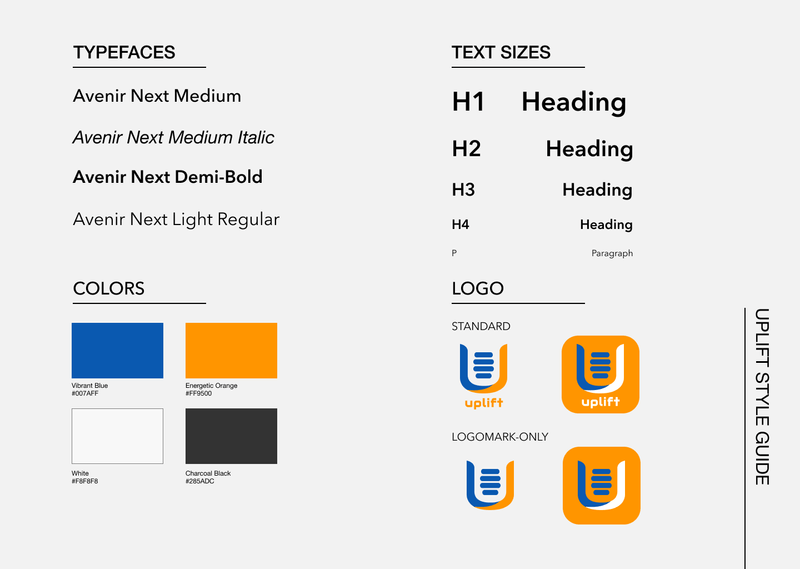 TYPEFACES
Avenir Next Medium
Avenir Next Medium Italic
Avenir Next Demi-Bold
Avenir Next Light Regular
COLORS
Vibrant Blue
#007AFF
Energetic Orange
#FF9500
White
#F8F8F8
Charcoal Black
#285ADC
TEXT SIZES
H1 Heading
H2 Heading
H3 Heading
H4 Heading
P Paragraph
LOGO
STANDARD
uplift
uplift
LOGOMARK-ONLY
UPLIFT STYLE GUIDE